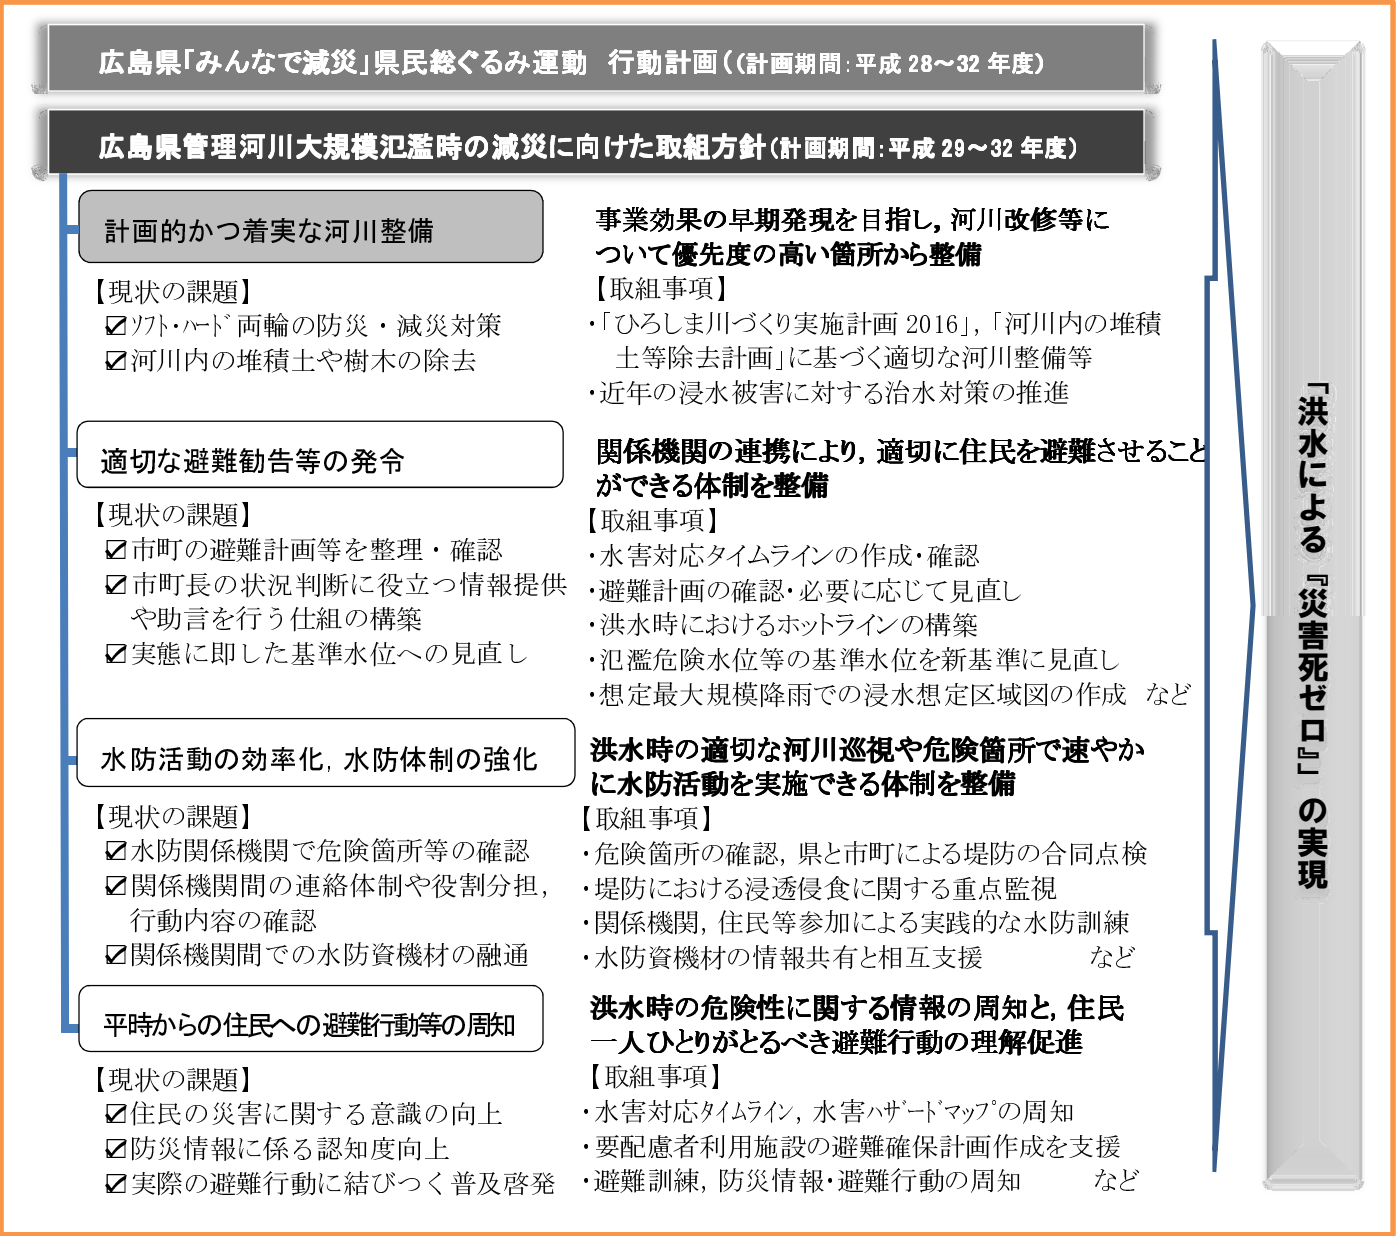 広島県「みんなで減災」県民総ぐるみ運動　行動計画（（計画期間：平成 28～32 年度）
広島県管理河川大規模氾濫時の減災に向けた取組方針（計画期間：平成 29～32 年度）
計画的かつ着実な河川整備
【現状の課題】
☑ｿﾌﾄ・ﾊｰﾄﾞ両輪の防災・減災対策
☑河川内の堆積土や樹木の除去
事業効果の早期発現を目指し，河川改修等に
ついて優先度の高い箇所から整備
【取組事項】
・「ひろしま川づくり実施計画 2016」，「河川内の堆積
土等除去計画」に基づく適切な河川整備等
・近年の浸水被害に対する治水対策の推進
適切な避難勧告等の発令
【現状の課題】
☑市町の避難計画等を整理・確認
☑市町長の状況判断に役立つ情報提供
や助言を行う仕組の構築
☑実態に即した基準水位への見直し
関係機関の連携により，適切に住民を避難させること
ができる体制を整備
【取組事項】
・水害対応タイムラインの作成・確認
・避難計画の確認・必要に応じて見直し
・洪水時におけるホットラインの構築
・氾濫危険水位等の基準水位を新基準に見直し
・想定最大規模降雨での浸水想定区域図の作成　など
水防活動の効率化，水防体制の強化
【現状の課題】
☑水防関係機関で危険箇所等の確認
☑関係機関間の連絡体制や役割分担，
行動内容の確認
☑関係機関間での水防資機材の融通
洪水時の適切な河川巡視や危険箇所で速やか
に水防活動を実施できる体制を整備
【取組事項】
・危険箇所の確認，県と市町による堤防の合同点検
・堤防における浸透侵食に関する重点監視
・関係機関，住民等参加による実践的な水防訓練
・水防資機材の情報共有と相互支援　　　　など
平時からの住民への避難行動等の周知
【現状の課題】
☑住民の災害に関する意識の向上
☑防災情報に係る認知度向上
☑実際の避難行動に結びつく普及啓発
洪水時の危険性に関する情報の周知と，住民
一人ひとりがとるべき避難行動の理解促進
【取組事項】
・水害対応ﾀｲﾑﾗｲﾝ，水害ﾊｻﾞｰﾄﾞﾏｯﾌﾟの周知
・要配慮者利用施設の避難確保計画作成を支援
・避難訓練，防災情報・避難行動の周知　　　など
「洪水による『災害死ゼロ』」の実現